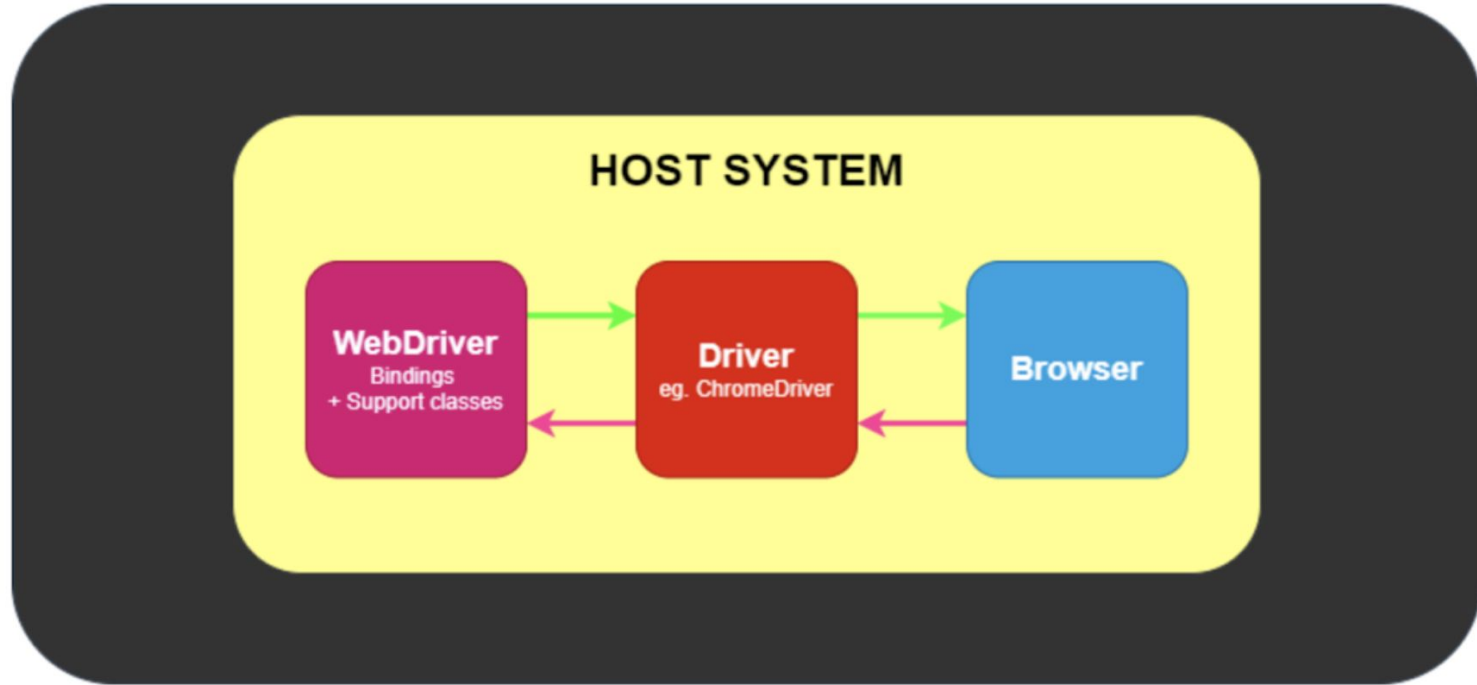 HOST SYSTEM
WebDriver
Bindings
+ Support classes
Driver
eg. ChromeDriver
Browser